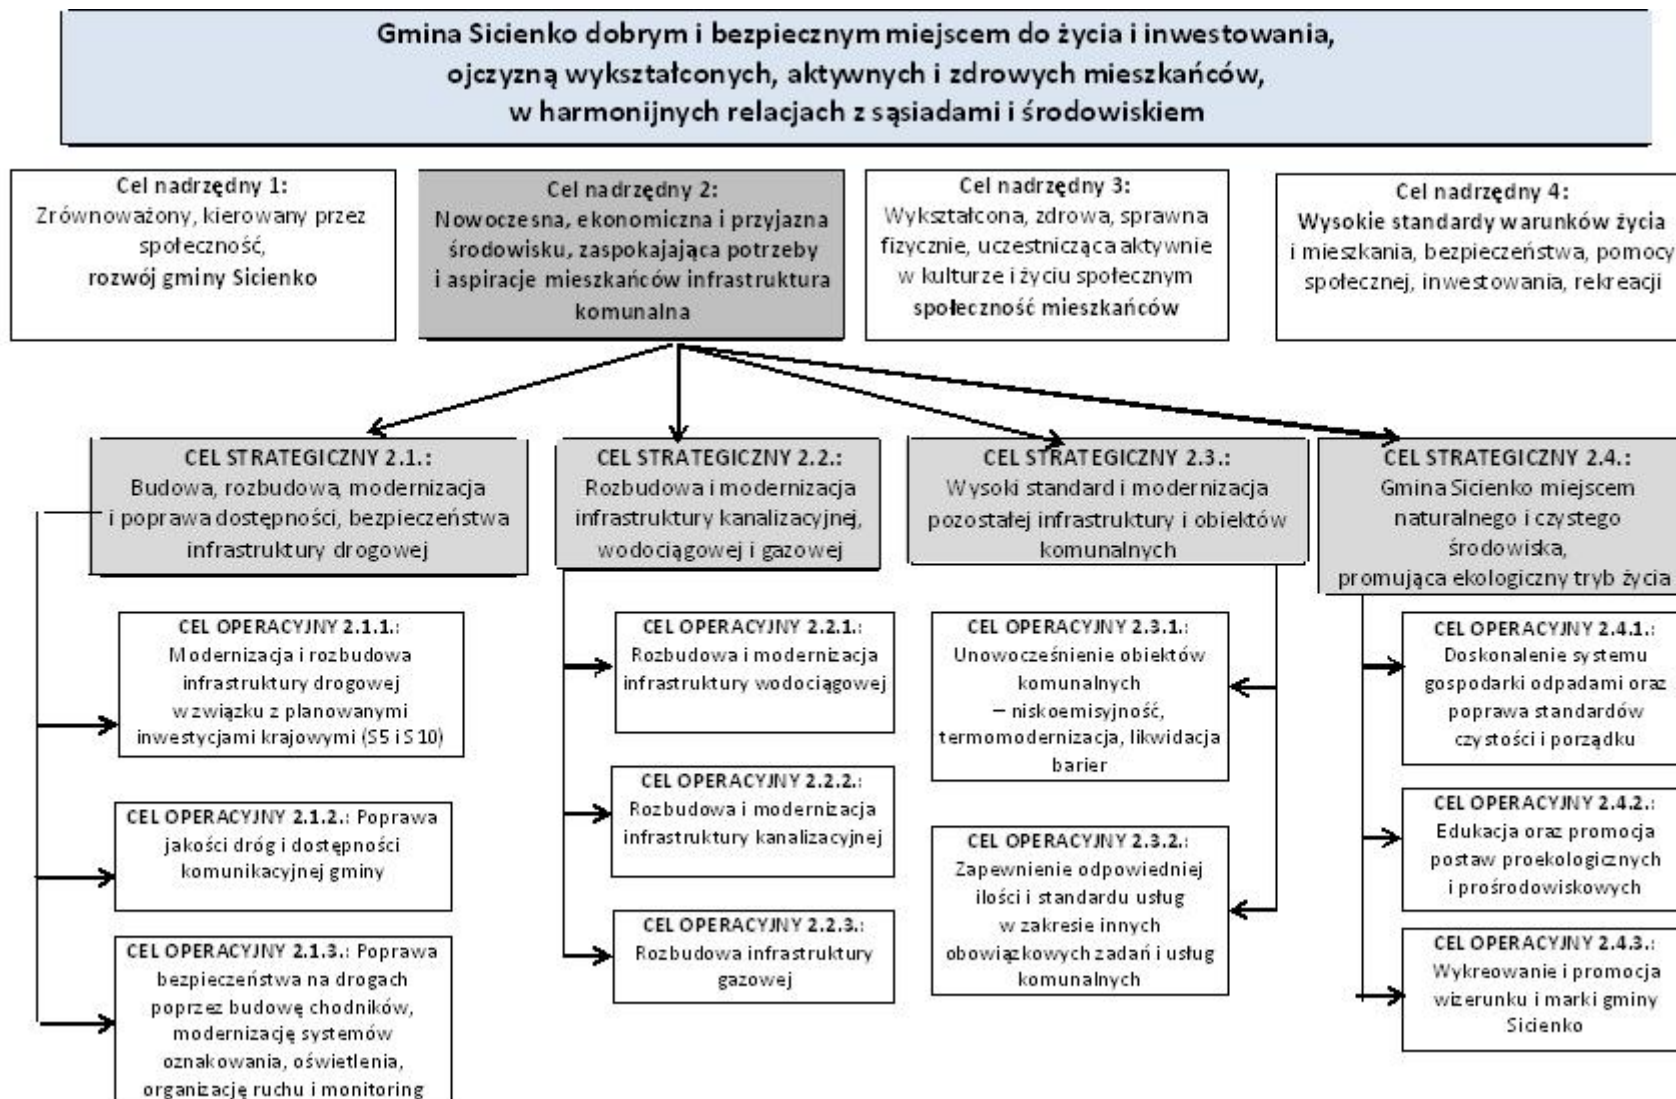 Gmina Sicienko dobrym i bezpiecznym miejscem do życia i inwestowania,
ojczyzną wykształconych, aktywnych i zdrowych mieszkańców,
w harmonijnych relacjach z sąsiadami i środowiskiem
Cel nadrzędny 1:
Zrównoważony, kierowany przez
społeczność,
rozwój gminy Sicienko
Cel nadrzędny 2:
Nowoczesna, ekonomiczna i przyjazna
środowisku, zaspokajająca potrzeby
i aspiracje mieszkańców infrastruktura
komunalna
Cel nadrzędny 3:
Wykształcona, zdrowa, sprawna
fizycznie, uczestnicząca aktywnie
w kulturze i życiu społecznym
społeczność mieszkańców
Cel nadrzędny 4:
Wysokie standardy warunków życia
i mieszkania, bezpieczeństwa, pomocy
społecznej, inwestowania, rekreacji
CEL STRATEGICZNY 2.1.:
Budowa, rozbudowa, modernizacja
i poprawa dostępności, bezpieczeństwa
infrastruktury drogowej
CEL STRATEGICZNY 2.2.:
Rozbudowa i modernizacja
infrastruktury kanalizacyjnej,
wodociągowej i gazowej
CEL STRATEGICZNY 2.3.:
Wysoki standard i modernizacja
pozostałej infrastruktury i obiektów
komunalnych
CEL STRATEGICZNY 2.4.:
Gmina Sicienko miejscem
naturalnego i czystego
środowiska,
promująca ekologiczny tryb życia
CEL OPERACYJNY 2.1.1.:
Modernizacja i rozbudowa
infrastruktury drogowej
w związku z planowanymi
inwestycjami krajowymi (S5 i S10)
CEL OPERACYJNY 2.1.2.: Poprawa
jakości dróg i dostępności
komunikacyjnej gminy
CEL OPERACYJNY 2.1.3.: Poprawa
bezpieczeństwa na drogach
poprzez budowę chodników,
modernizację systemów
oznakowania, oświetlenia,
organizację ruchu i monitoring
CEL OPERACYJNY 2.2.1.:
Rozbudowa i modernizacja
infrastruktury wodociągowej
CEL OPERACYJNY 2.2.2.:
Rozbudowa i modernizacja
infrastruktury kanalizacyjnej
CEL OPERACYJNY 2.2.3.:
Rozbudowa infrastruktury
gazowej
CEL OPERACYJNY 2.3.1.:
Unowocześnienie obiektów
komunalnych
– niskoemisyjność,
termomodernizacja, likwidacja
barier
CEL OPERACYJNY 2.3.2.:
Zapewnienie odpowiedniej
ilości i standardu usług
w zakresie innych
obowiązkowych zadań i usług
komunalnych
CEL OPERACYJNY 2.4.1.:
Doskonalenie systemu
gospodarki odpadami oraz
poprawa standardów
czystości i porządku
CEL OPERACYJNY 2.4.2.:
Edukacja oraz promocja
postaw proekologicznych
i prośrodowiskowych
CEL OPERACYJNY 2.4.3.:
Wykreowanie i promocja
wizerunku i marki gminy
Sicienko